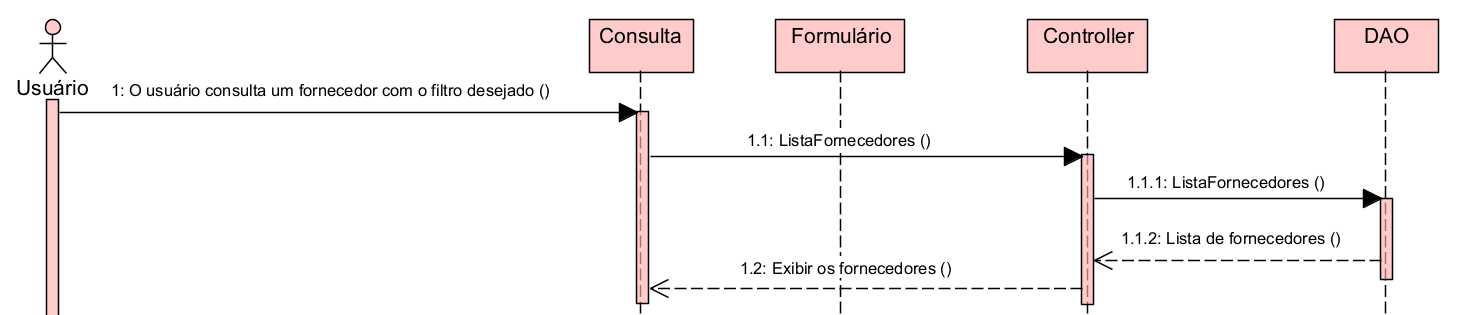 Consulta
Formulário
Controller
DAO
Usuário
1: O usuário consulta um fornecedor com o filtro desejado ()
1.1: ListaFornecedores ()
1.1.1: ListaFornecedores ()
1.1.2: Lista de fornecedores ()
1.2: Exibir os fornecedores ()